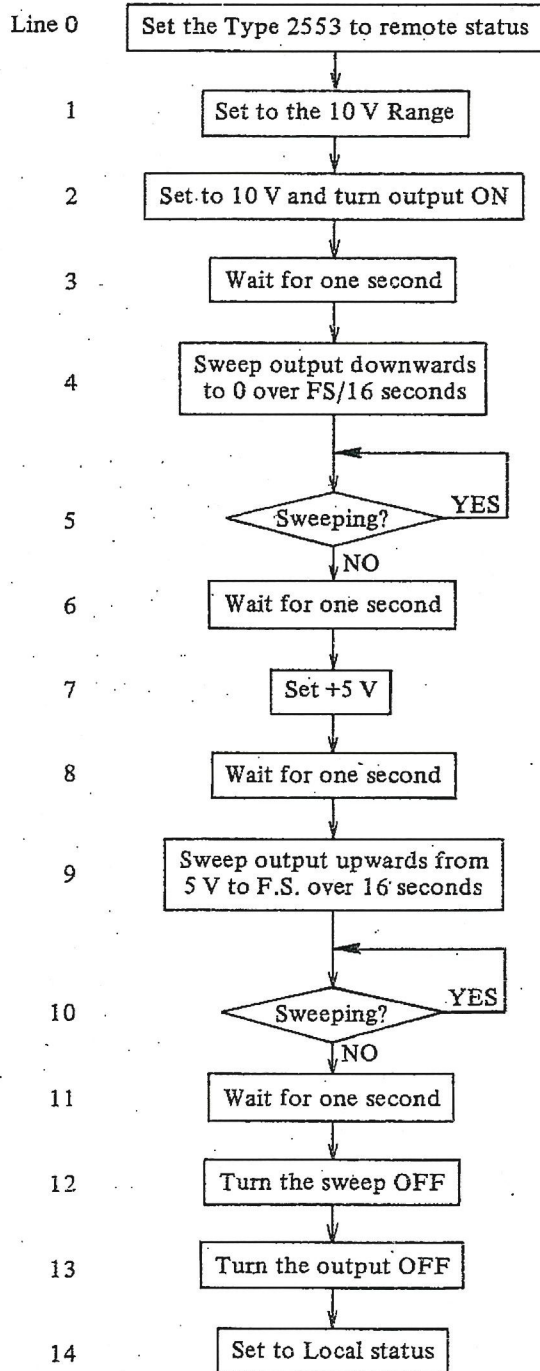 Line 0 Set the Type 2553 to remote status
1 Set to the 10 V Range
2 Set to 10 V and turn output ON
3 Wait for one second
4 Sweep output downwards
to 0 over FS/16 seconds
5 Sweeping? YES
NO
6 Wait for one second
7 Set +5 V
8 Wait for one second
9 Sweep output upwards from
5 V to F.S. over 16 seconds
10 Sweeping? YES
NO
11 Wait for one second
12 Turn the sweep OFF
13 Turn the output OFF
14 Set to Local status